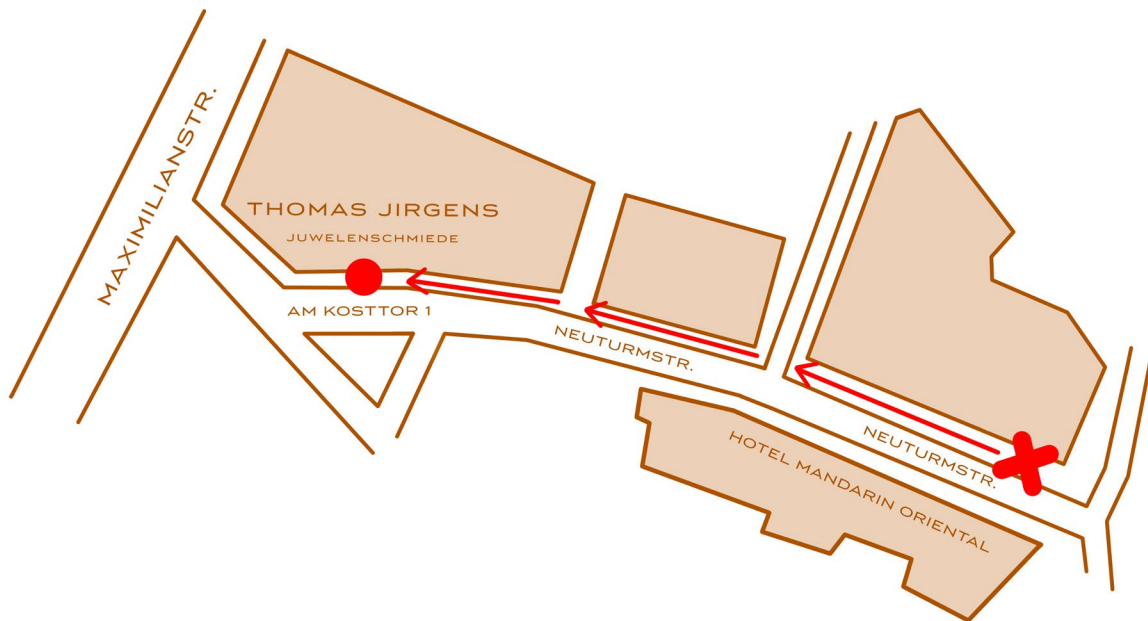 MAXIMILIANSTR.
THOMAS JIRGENS
JUWELENSCHMIEDE
AM KOSTTOR 1
NEUTURMSTR.
NEUTURMSTR.
HOTEL MANDARIN ORIENTAL